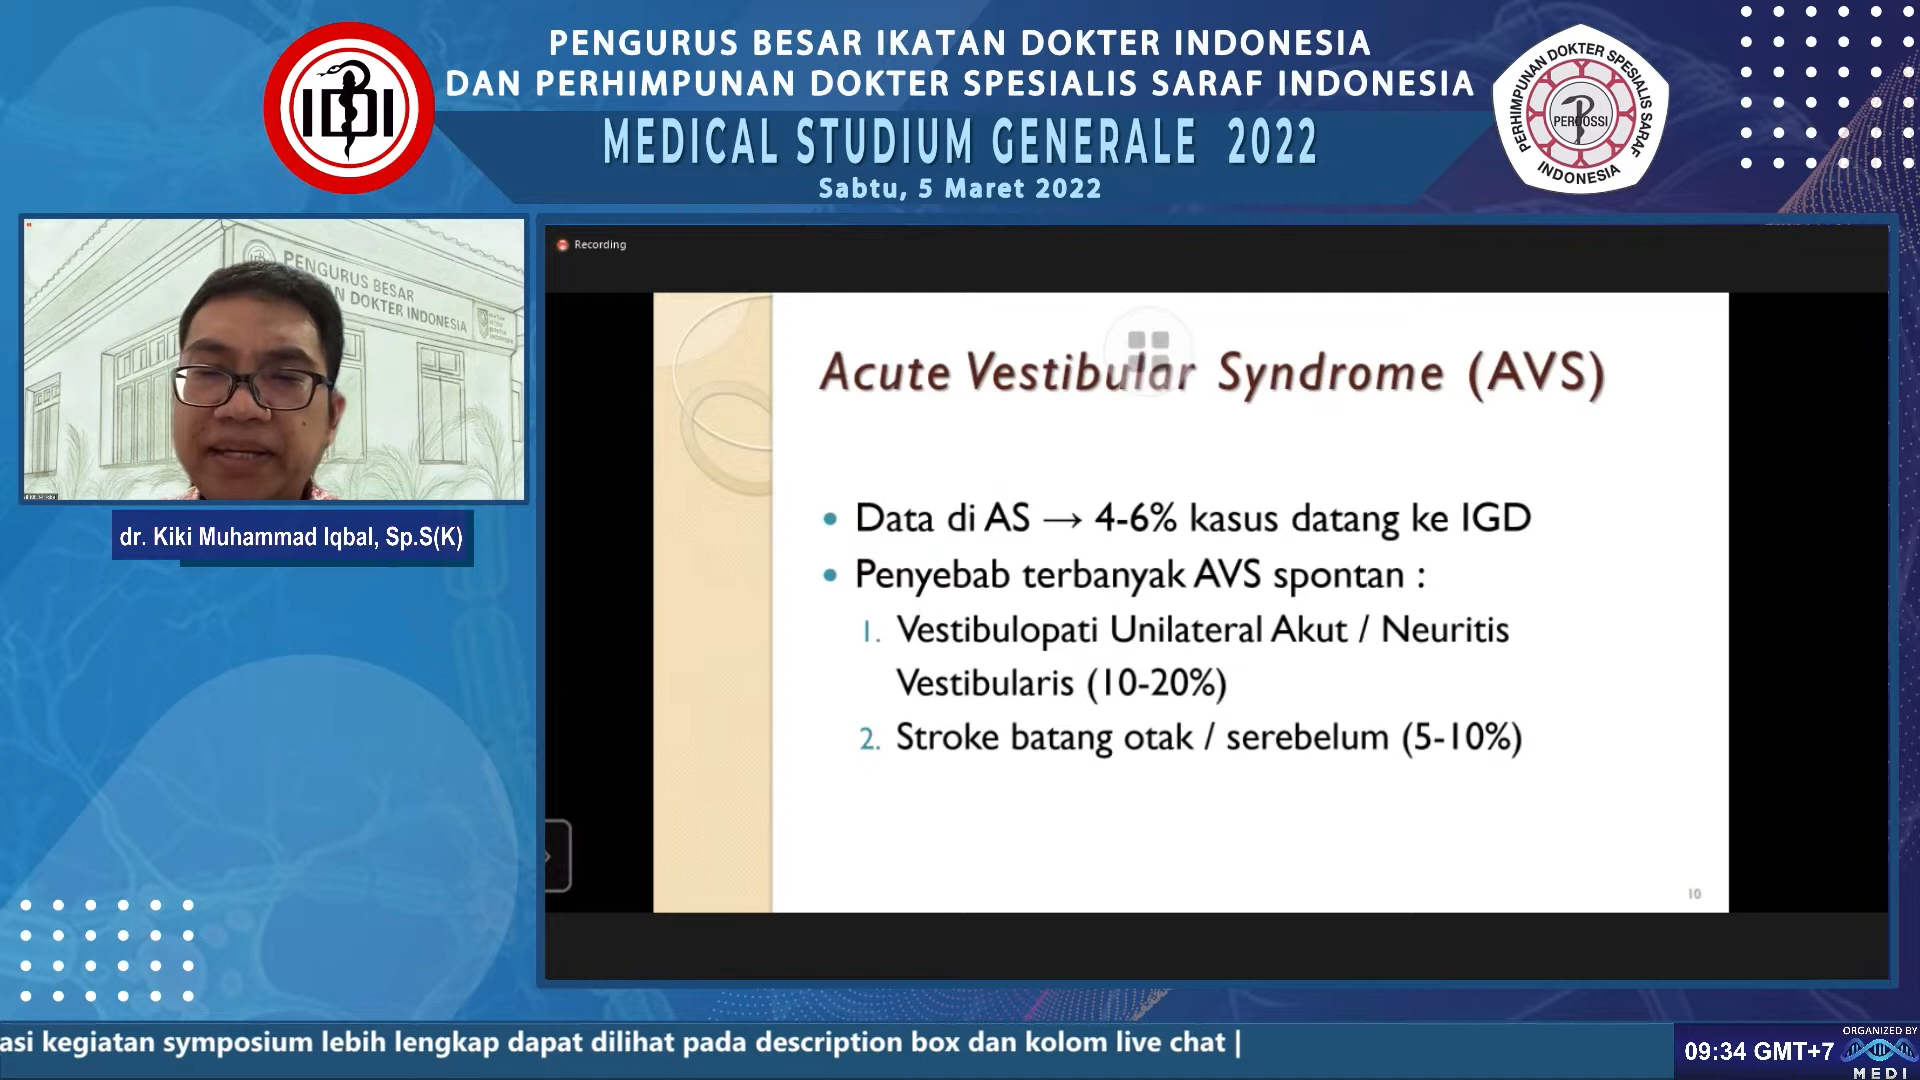 PENGURUS BESAR IKATAN DOKTER INDONESIA
DAN PERHIMPUNAN DOKTER SPESIALIS SARAF INDONESIA
MEDICAL STUDIUM GENERALE 2022
Sabtu, 5 Maret 2022
IDI
PERHIMPUNAN DOKTER SPESIALIS SARAF
PERDOSSI
INDONESIA
Recording
PENGURUS BESAR
N DOKTER INDONESIA
dr. Kiki Muhammad Iqbal, Sp.S(K)
Acute Vestibular Syndrome (AVS)
• Data di AS → 4-6% kasus datang ke IGD
• Penyebab terbanyak AVS spontan :
1. Vestibulopati Unilateral Akut / Neuritis
Vestibularis (10-20%)
2. Stroke batang otak / serebelum (5-10%)
10
asi kegiatan symposium lebih lengkap dapat dilihat pada description box dan kolom live chat |
09:34 GMT+7
ORGANIZED BY
MEDI